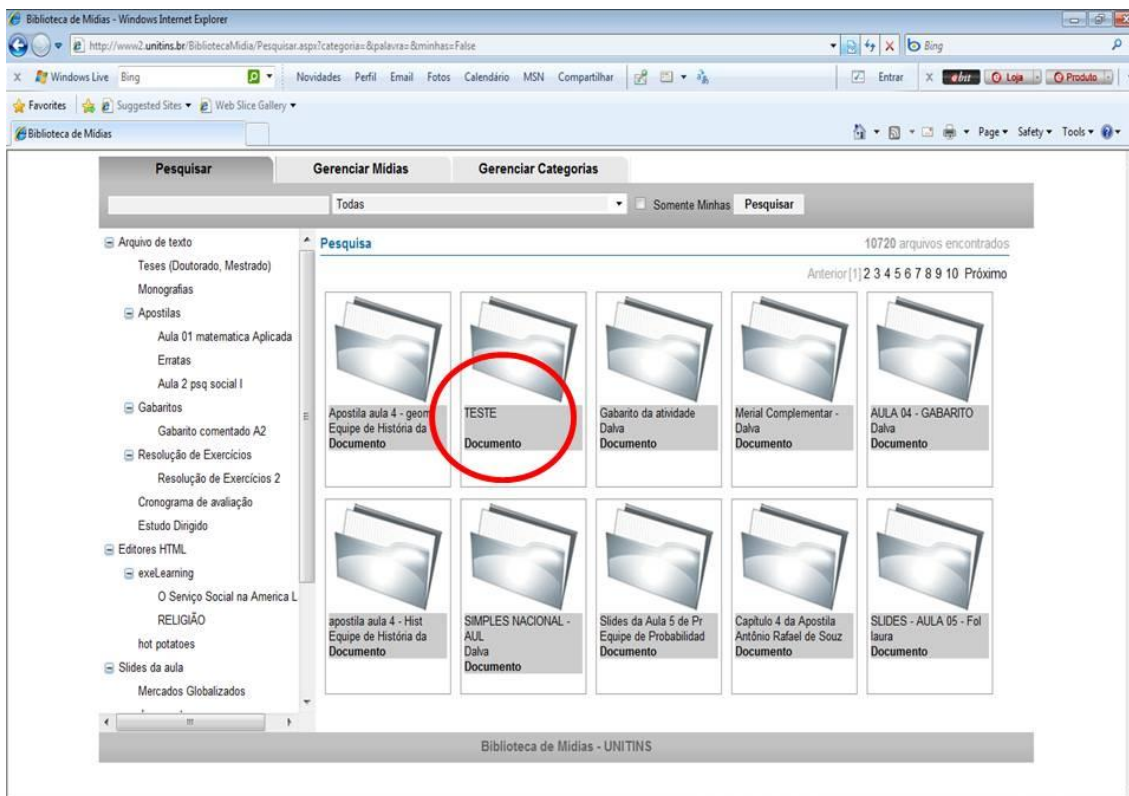 Biblioteca de Mídias - Windows Internet Explorer
http://www2.unitins.br/BibliotecaMidia/Pesquisar.aspx?categoria=&palavra=&minhas=False
Bing
X Windows Live Bing Novidades Perfil Email Fotos Calendário MSN Compartilhar Entrar X ebit Loja Produto
Favorites Suggested Sites Web Slice Gallery
Biblioteca de Mídias Page Safety Tools
Pesquisar Gerenciar Mídias Gerenciar Categorias
Todas Somente Minhas Pesquisar
Arquivo de texto
Teses (Doutorado, Mestrado)
Monografias
Apostilas
Aula 01 matematica Aplicada
Erratas
Aula 2 psq social I
Gabaritos
Gabarito comentado A2
Resolução de Exercícios
Resolução de Exercícios 2
Cronograma de avaliação
Estudo Dirigido
Editores HTML
exeLearning
O Serviço Social na America L
RELIGIÃO
hot potatoes
Slides da aula
Mercados Globalizados
Pesquisa 10720 arquivos encontrados
Anterior [1] 2 3 4 5 6 7 8 9 10 Próximo
Apostila aula 4 - geom
Equipe de História da
Documento
TESTE
Documento
Gabarito da atividade
Dalva
Documento
Merial Complementar -
Dalva
Documento
AULA 04 - GABARITO
Dalva
Documento
apostila aula 4 - Hist
Equipe de História da
Documento
SIMPLES NACIONAL -
AUL
Dalva
Documento
Slides da Aula 5 de Pr
Equipe de Probabilidad
Documento
Capítulo 4 da Apostila
Antônio Rafael de Souz
Documento
SLIDES - AULA 05 - Fol
laura
Documento
Biblioteca de Mídias - UNITINS